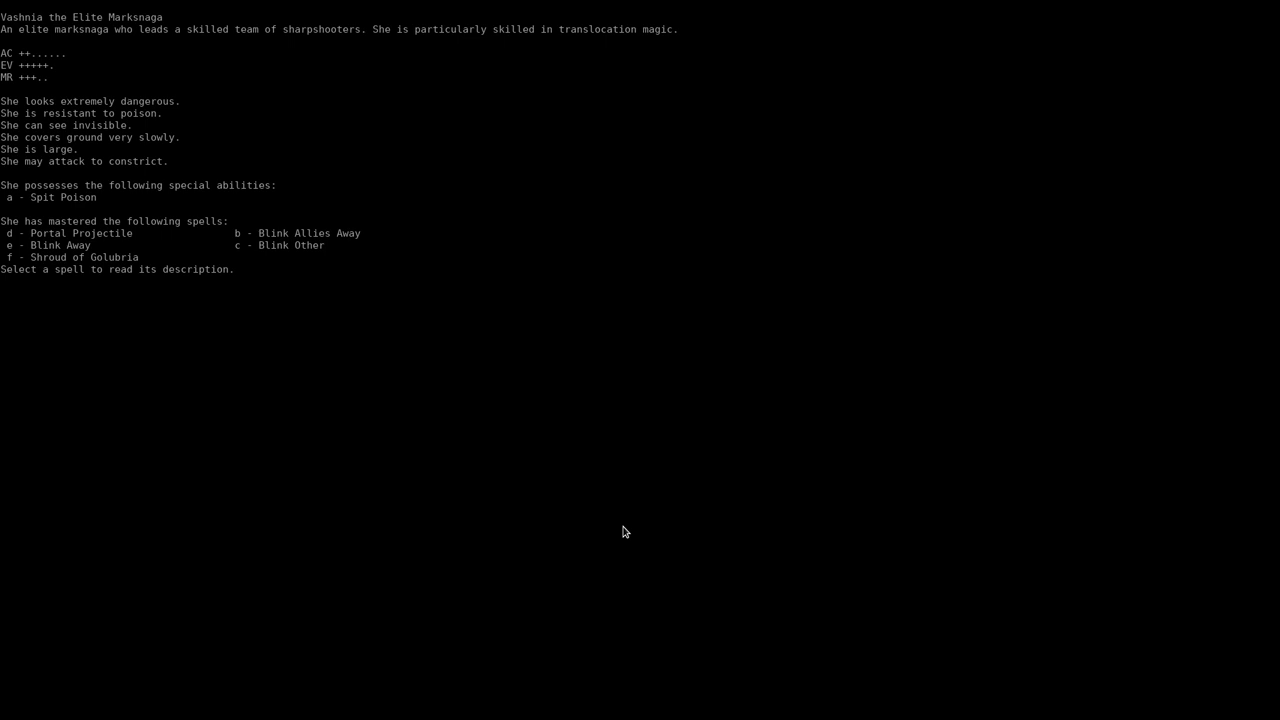 Vashnia the Elite Marksnaga
An elite marksnaga who leads a skilled team of sharpshooters. She is particularly skilled in translocation magic.
AC ++......
EV +++++.
MR +++..
She looks extremely dangerous.
She is resistant to poison.
She can see invisible.
She covers ground very slowly.
She is large.
She may attack to constrict.
She possesses the following special abilities:
a - Spit Poison
She has mastered the following spells:
d - Portal Projectile b - Blink Allies Away
e - Blink Away c - Blink Other
f - Shroud of Golubria
Select a spell to read its description.